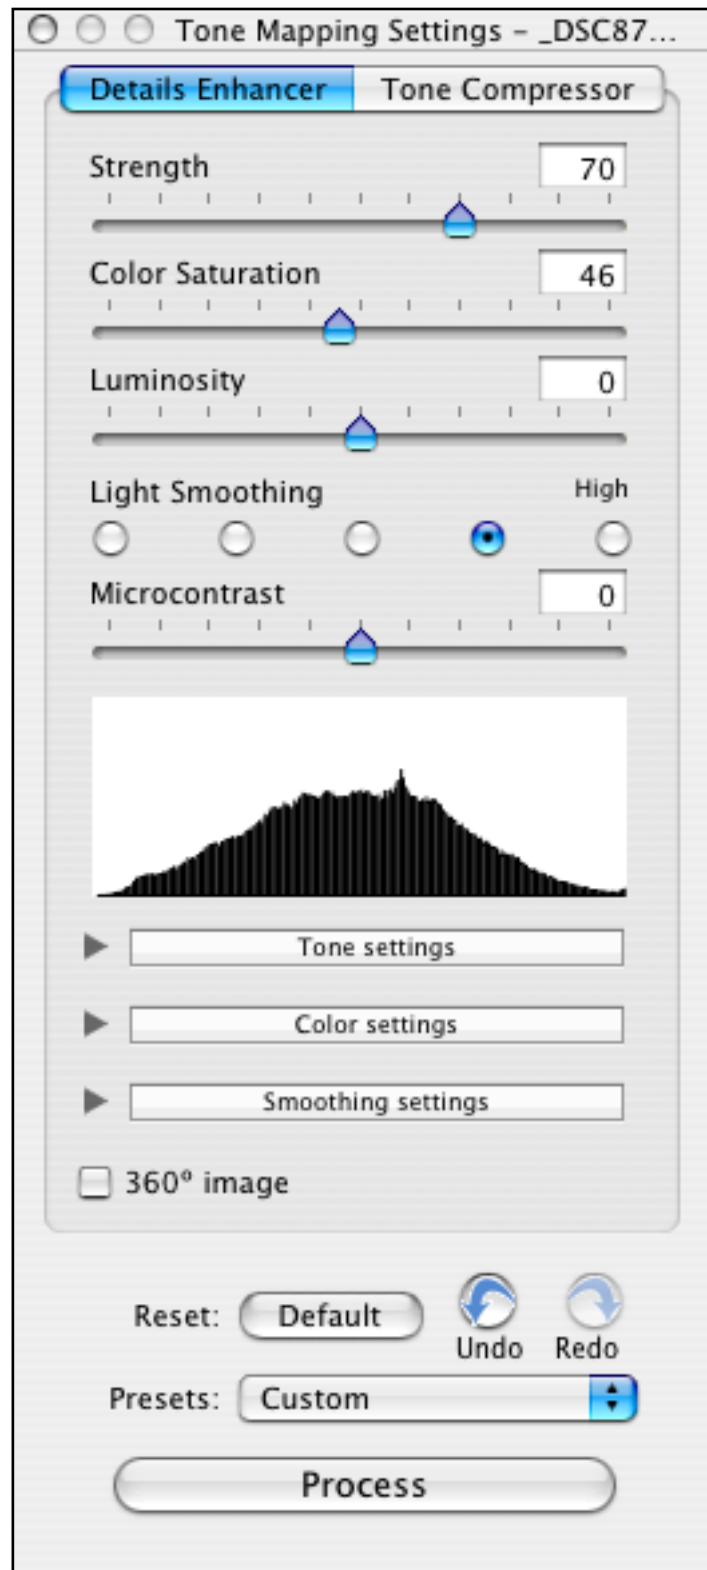 Tone Mapping Settings – _DSC87...
Details Enhancer Tone Compressor
Strength 70
Color Saturation 46
Luminosity 0
Light Smoothing High
Microcontrast 0
Tone settings
Color settings
Smoothing settings
360° image
Reset: Default
Undo Redo
Presets: Custom
Process